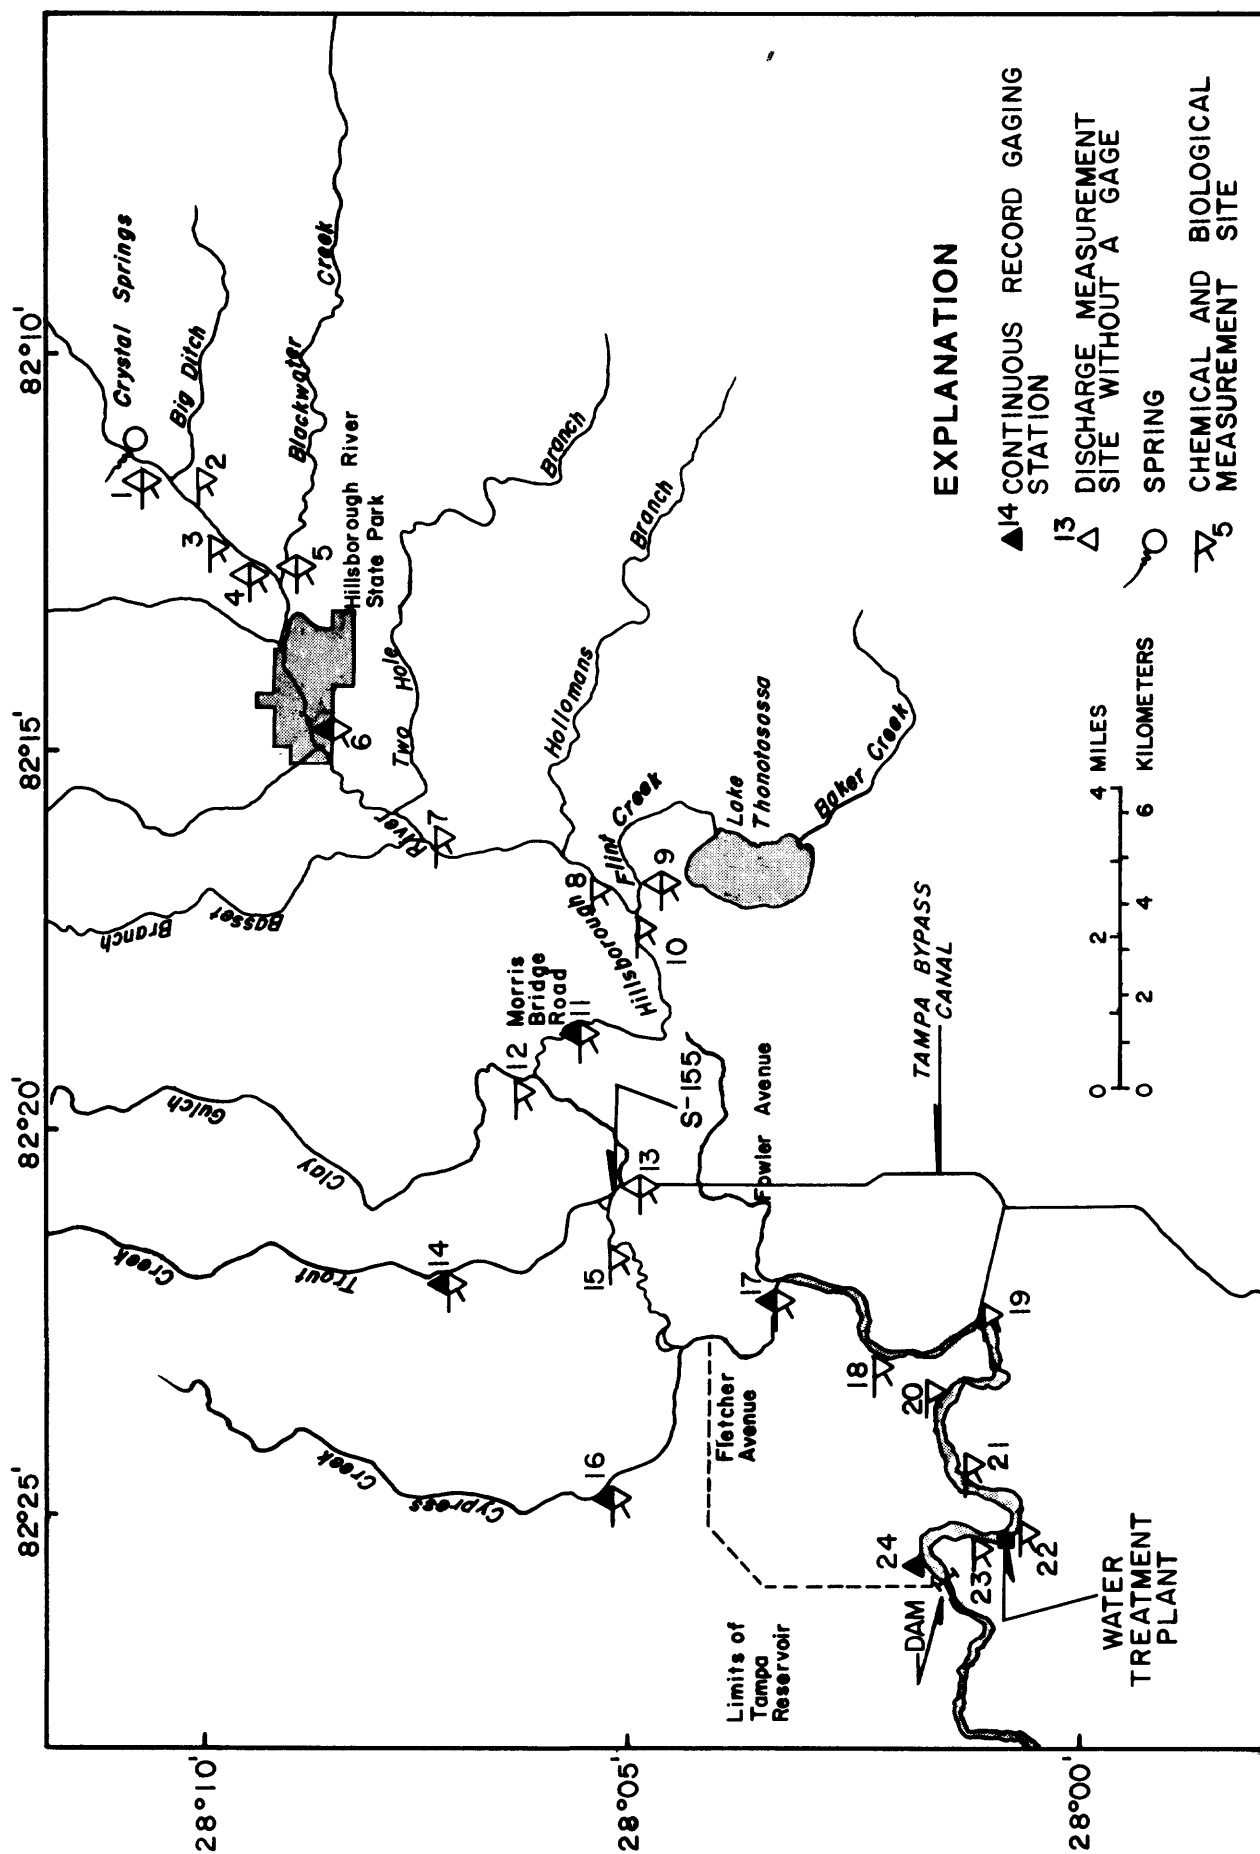 82°25'
82°20'
82°15'
82°10'
28°10'
28°05'
28°00'
Cypress
Creek
Trout
Creek
Clay
Gulch
Basset
Branch
Crystal Springs
Big Ditch
Blackwater
Creek
Hillsborough River
State Park
Two Hole
Branch
Hollomans
Branch
Flint Creek
Lake
Thonotosassa
Baker Creek
Hillsborough
River
Morris
Bridge
Road
S-155
Fowler Avenue
Fletcher
Avenue
TAMPA BYPASS
CANAL
Limits of
Tampa
Reservoir
DAM
WATER
TREATMENT
PLANT
1
2
3
4
5
6
7
8
9
10
11
12
13
14
15
16
17
18
19
20
21
22
23
24
0 2 4 MILES
0 2 4 6 KILOMETERS
EXPLANATION
14 CONTINUOUS RECORD GAGING
STATION
13 DISCHARGE MEASUREMENT
SITE WITHOUT A GAGE
SPRING
5 CHEMICAL AND BIOLOGICAL
MEASUREMENT SITE